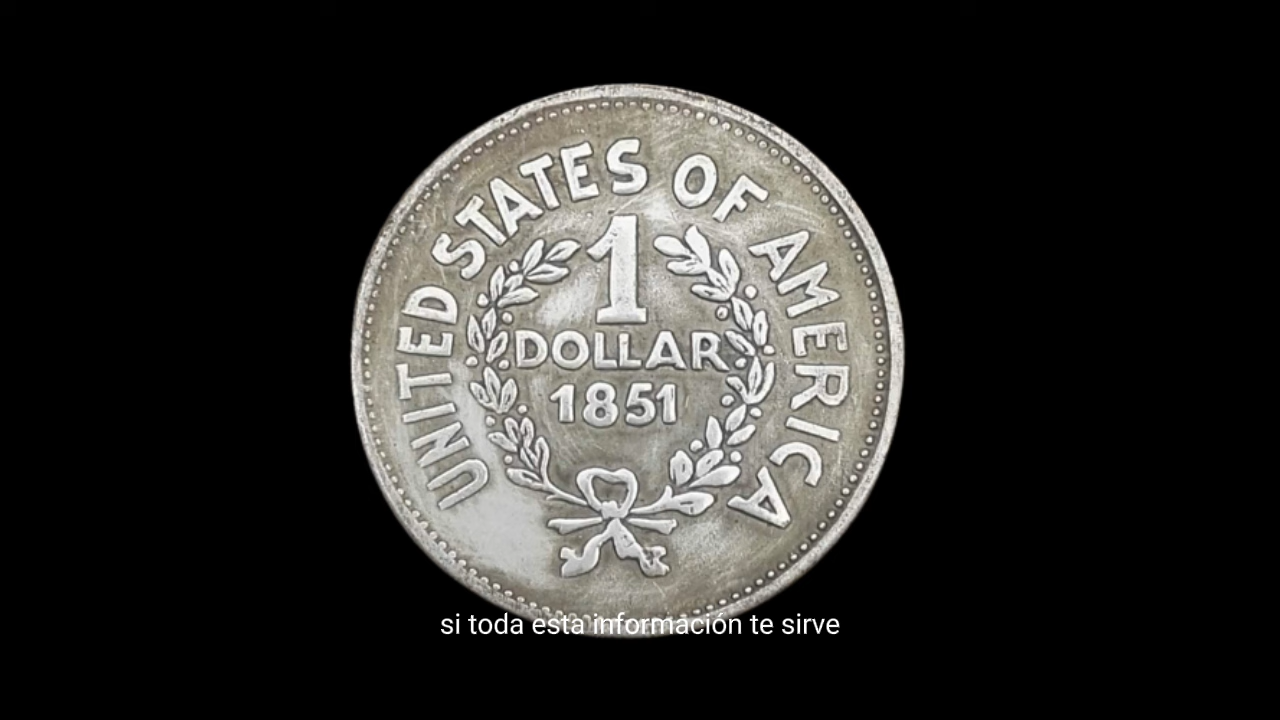 UNITED STATES OF AMERICA
1
DOLLAR
1851
si toda esta información te sirve